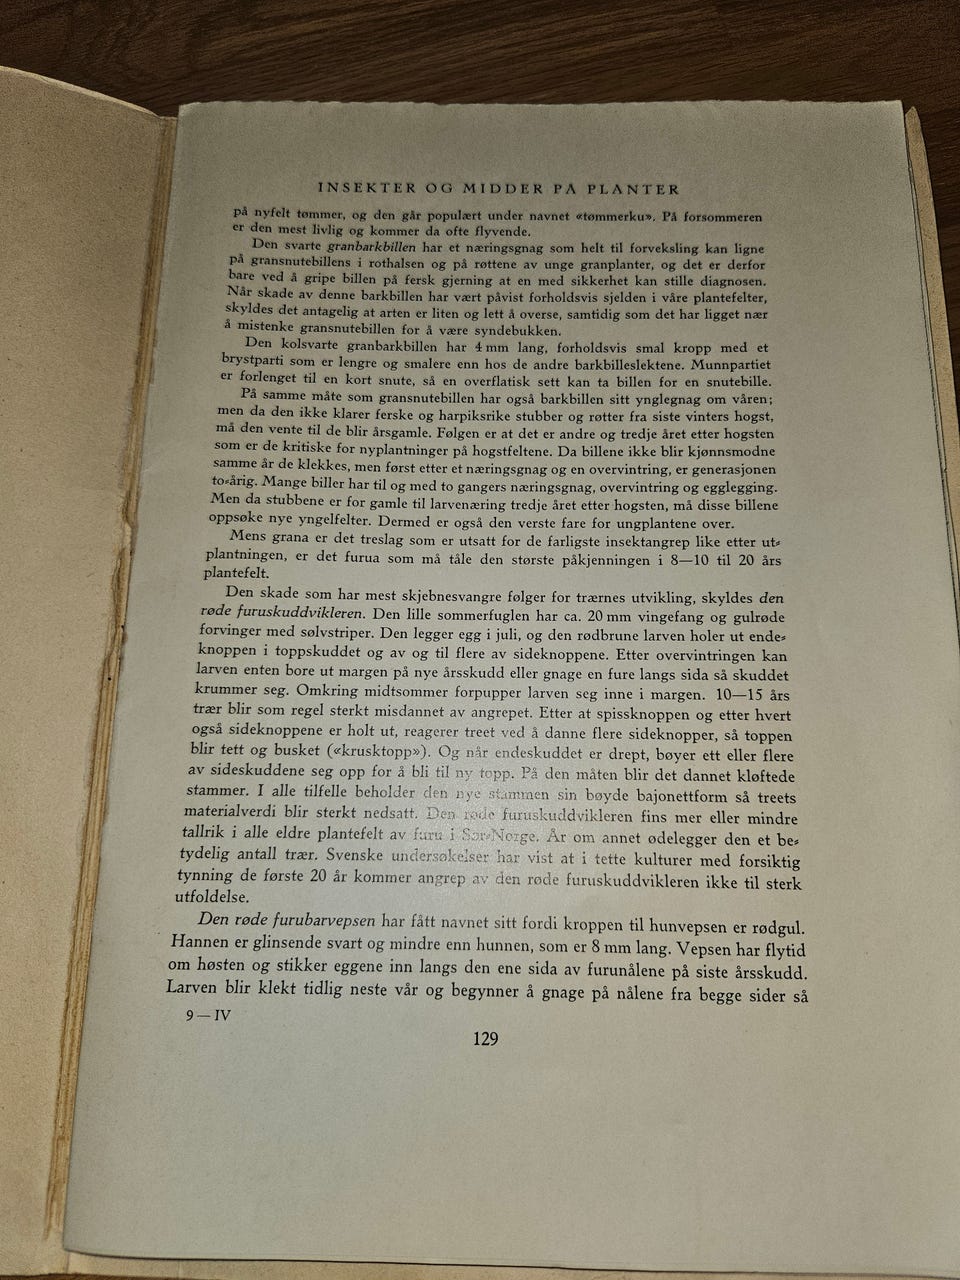 INSEKTER OG MIDDER PÅ PLANTER
på nyfelt tømmer, og den går populært under navnet «tømmerku». På forsommeren
er den mest livlig og kommer da ofte flyvende.
Den svarte granbarkbillen har et næringsgnag som helt til forveksling kan ligne
på gransnutebillens i rothalsen og på røttene av unge granplanter, og det er derfor
bare ved å gripe billen på fersk gjerning at en med sikkerhet kan stille diagnosen.
Når skade av denne barkbillen har vært påvist forholdsvis sjelden i våre plantefelter,
skyldes det antagelig at arten er liten og lett å overse, samtidig som det har ligget nær
å mistenke gransnutebillen for å være syndebukken.
Den kolsvarte granbarkbillen har 4 mm lang, forholdsvis smal kropp med et
brystparti som er lengre og smalere enn hos de andre barkbilleslektene. Munnpartiet
er forlenget til en kort snute, så en overflatisk sett kan ta billen for en snutebille.
På samme måte som gransnutebillen har også barkbillen sitt ynglegnag om våren;
men da den ikke klarer ferske og harpiksrike stubber og røtter fra siste vinters hogst,
må den vente til de blir årsgamle. Følgen er at det er andre og tredje året etter hogsten
som er de kritiske for nyplantninger på hogstfeltene. Da billene ikke blir kjønnsmodne
samme år de klekkes, men først etter et næringsgnag og en overvintring, er generasjonen
to-årig. Mange biller har til og med to gangers næringsgnag, overvintring og egglegging.
Men da stubbene er for gamle til larvenæring tredje året etter hogsten, må disse billene
oppsøke nye yngelfelter. Dermed er også den verste fare for ungplantene over.
Mens grana er det treslag som er utsatt for de farligste insektangrep like etter ut-
plantningen, er det furua som må tåle den største påkjenningen i 8—10 til 20 års
plantefelt.
Den skade som har mest skjebnesvangre følger for trærnes utvikling, skyldes den
røde furuskuddvikleren. Den lille sommerfuglen har ca. 20 mm vingefang og gulrøde
forvinger med sølvstriper. Den legger egg i juli, og den rødbrune larven holer ut ende-
knoppen i toppskuddet og av og til flere av sideknoppene. Etter overvintringen kan
larven enten bore ut margen på nye årsskudd eller gnage en fure langs sida så skuddet
krummer seg. Omkring midtsommer forpupper larven seg inne i margen. 10—15 års
trær blir som regel sterkt misdannet av angrepet. Etter at spissknoppen og etter hvert
også sideknoppene er holt ut, reagerer treet ved å danne flere sideknopper, så toppen
blir tett og busket («krusktopp»). Og når endeskuddet er drept, bøyer ett eller flere
av sideskuddene seg opp for å bli til ny topp. På den måten blir det dannet kløftede
stammer. I alle tilfelle beholder den nye stammen sin bøyde bajonettform så treets
materialverdi blir sterkt nedsatt. Den røde furuskuddvikleren fins mer eller mindre
tallrik i alle eldre plantefelt av furu i Sør-Norge. År om annet ødelegger den et be-
tydelig antall trær. Svenske undersøkelser har vist at i tette kulturer med forsiktig
tynning de første 20 år kommer angrep av den røde furuskuddvikleren ikke til sterk
utfoldelse.
Den røde furubarvepsen har fått navnet sitt fordi kroppen til hunvepsen er rødgul.
Hannen er glinsende svart og mindre enn hunnen, som er 8 mm lang. Vepsen har flytid
om høsten og stikker eggene inn langs den ene sida av furunålene på siste årsskudd.
Larven blir klekt tidlig neste vår og begynner å gnage på nålene fra begge sider så
9 — IV
129